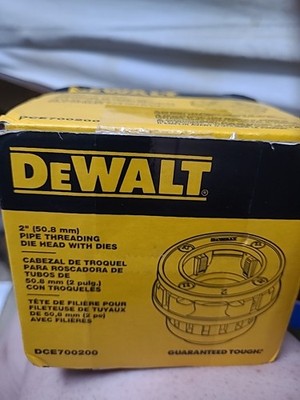 DEWALT
DCE700200
DEWALT®
2" (50.8 mm)
PIPE THREADING
DIE HEAD WITH DIES
CABEZAL DE TROQUEL
PARA ROSCADORA DE
TUBOS DE
50,8 mm (2 pulg.)
CON TROQUELES
TÊTE DE FILIÈRE POUR
FILETEUSE DE TUYAUX
DE 50,8 mm (2 po)
AVEC FILIÈRES
DCE700200
GUARANTEED TOUGH.®